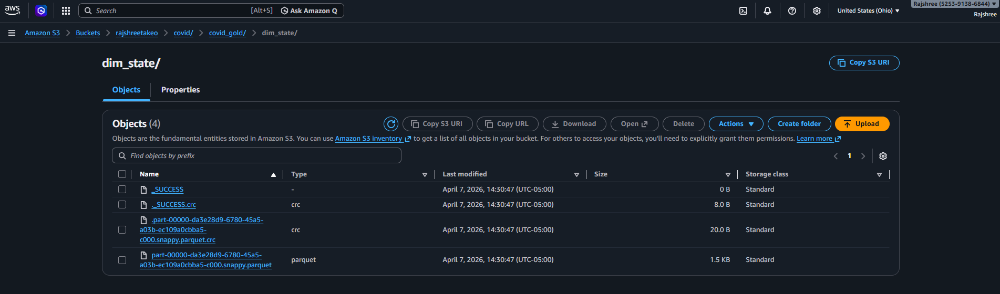 aws
Search [Alt+S] Ask Amazon Q
United States (Ohio)
Rajshree (5253-9138-6844)
Rajshree
Amazon S3 > Buckets > rajshreetakeo > covid/ > covid_gold/ > dim_state/
dim_state/
Copy S3 URI
Objects Properties
Objects (4)
Copy S3 URI Copy URL Download Open Delete Actions Create folder Upload
Objects are the fundamental entities stored in Amazon S3. You can use Amazon S3 inventory to get a list of all objects in your bucket. For others to access your objects, you'll need to explicitly grant them permissions. Learn more
Find objects by prefix
1
Name Type Last modified Size Storage class
_SUCCESS - April 7, 2026, 14:30:47 (UTC-05:00) 0 B Standard
._SUCCESS.crc crc April 7, 2026, 14:30:47 (UTC-05:00) 8.0 B Standard
.part-00000-da3e28d9-6780-45a5-
a03b-ec109a0cbba5- crc April 7, 2026, 14:30:47 (UTC-05:00) 20.0 B Standard
c000.snappy.parquet.crc
part-00000-da3e28d9-6780-45a5- parquet April 7, 2026, 14:30:47 (UTC-05:00) 1.5 KB Standard
a03b-ec109a0cbba5-c000.snappy.parquet